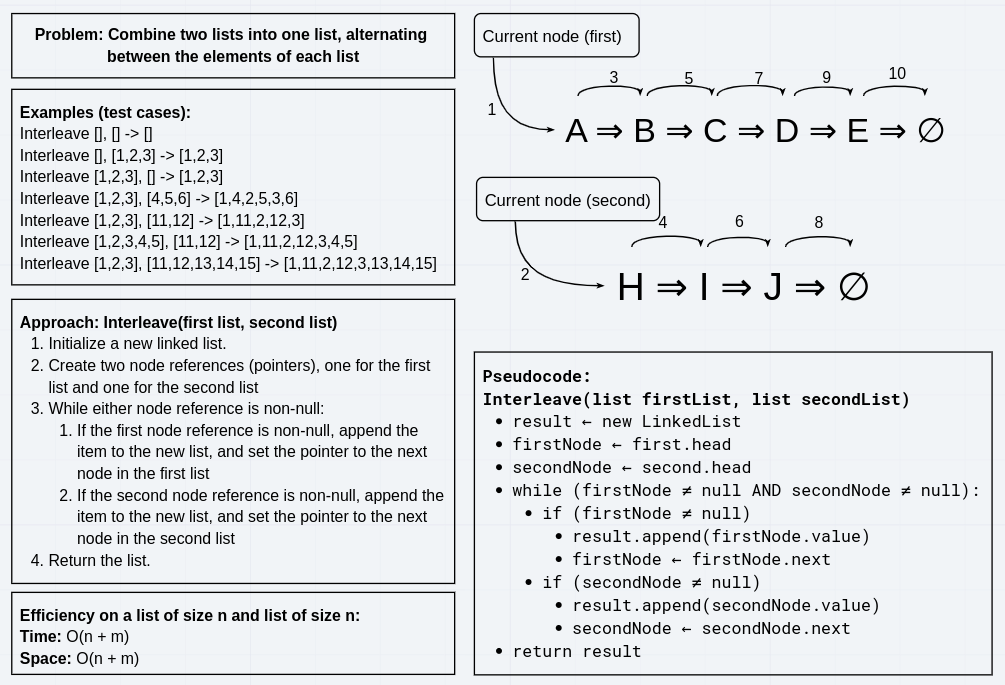 Problem: Combine two lists into one list, alternating
between the elements of each list
Examples (test cases):
Interleave [], [] -> []
Interleave [], [1,2,3] -> [1,2,3]
Interleave [1,2,3], [] -> [1,2,3]
Interleave [1,2,3], [4,5,6] -> [1,4,2,5,3,6]
Interleave [1,2,3], [11,12] -> [1,11,2,12,3]
Interleave [1,2,3,4,5], [11,12] -> [1,11,2,12,3,4,5]
Interleave [1,2,3], [11,12,13,14,15] -> [1,11,2,12,3,13,14,15]
Approach: Interleave(first list, second list)
1. Initialize a new linked list.
2. Create two node references (pointers), one for the first
list and one for the second list
3. While either node reference is non-null:
1. If the first node reference is non-null, append the
item to the new list, and set the pointer to the next
node in the first list
2. If the second node reference is non-null, append the
item to the new list, and set the pointer to the next
node in the second list
4. Return the list.
Efficiency on a list of size n and list of size n:
Time: O(n + m)
Space: O(n + m)
Current node (first)
3 5 7 9 10
1
A ⇒ B ⇒ C ⇒ D ⇒ E ⇒ ∅
Current node (second)
4 6 8
2
H ⇒ I ⇒ J ⇒ ∅
Pseudocode:
Interleave(list firstList, list secondList)
• result ← new LinkedList
• firstNode ← first.head
• secondNode ← second.head
• while (firstNode ≠ null AND secondNode ≠ null):
• if (firstNode ≠ null)
• result.append(firstNode.value)
• firstNode ← firstNode.next
• if (secondNode ≠ null)
• result.append(secondNode.value)
• secondNode ← secondNode.next
• return result